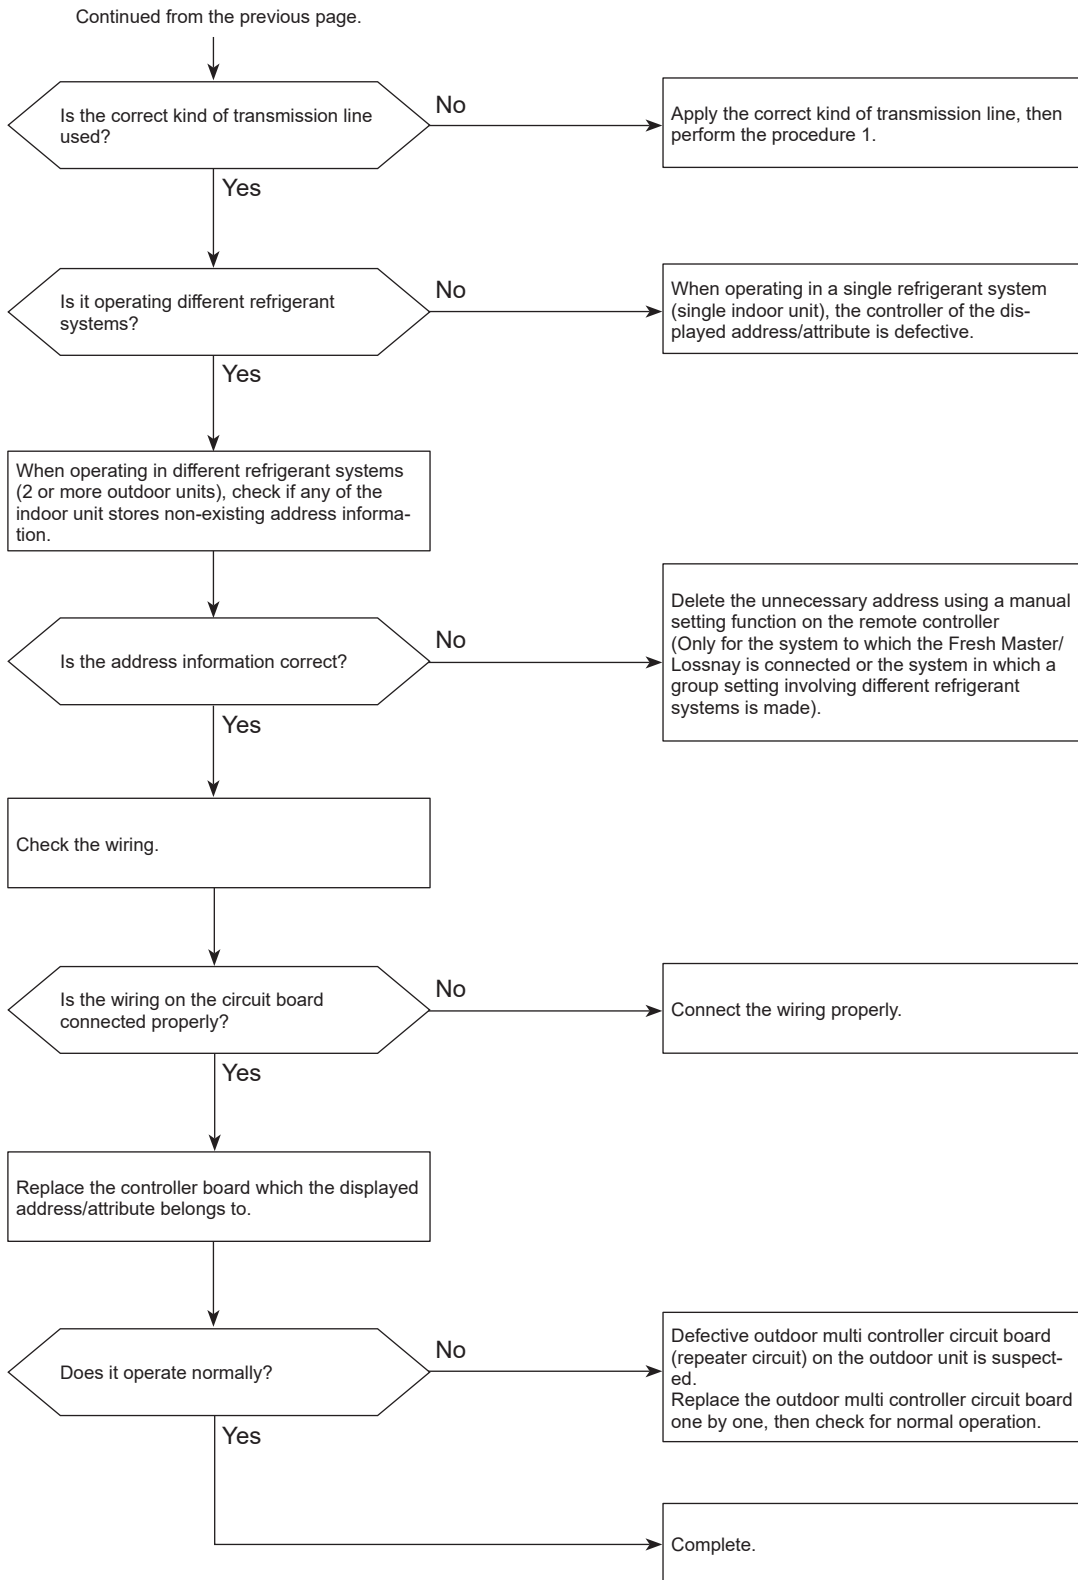 Continued from the previous page.
Is the correct kind of transmission line
used?
No
Apply the correct kind of transmission line, then
perform the procedure 1.
Yes
Is it operating different refrigerant
systems?
No
When operating in a single refrigerant system
(single indoor unit), the controller of the dis-
played address/attribute is defective.
Yes
When operating in different refrigerant systems
(2 or more outdoor units), check if any of the
indoor unit stores non-existing address informa-
tion.
Is the address information correct?
No
Delete the unnecessary address using a manual
setting function on the remote controller
(Only for the system to which the Fresh Master/
Lossnay is connected or the system in which a
group setting involving different refrigerant
systems is made).
Yes
Check the wiring.
Is the wiring on the circuit board
connected properly?
No
Connect the wiring properly.
Yes
Replace the controller board which the displayed
address/attribute belongs to.
Does it operate normally?
No
Defective outdoor multi controller circuit board
(repeater circuit) on the outdoor unit is suspect-
ed.
Replace the outdoor multi controller circuit board
one by one, then check for normal operation.
Yes
Complete.